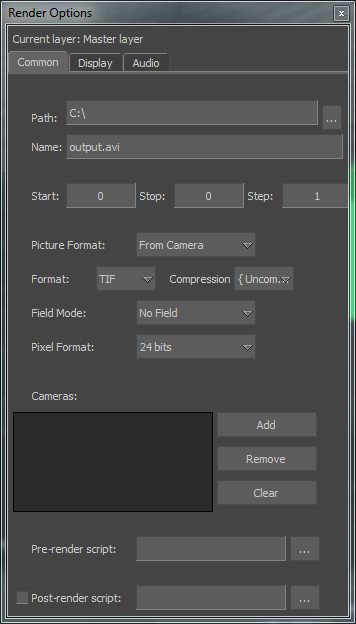 Render Options
Current layer: Master layer
Common Display Audio
Path: C:\ ...
Name: output.avi
Start: 0 Stop: 0 Step: 1
Picture Format: From Camera
Format: TIF Compression {Uncom...
Field Mode: No Field
Pixel Format: 24 bits
Cameras:
Add
Remove
Clear
Pre-render script: ...
Post-render script: ...